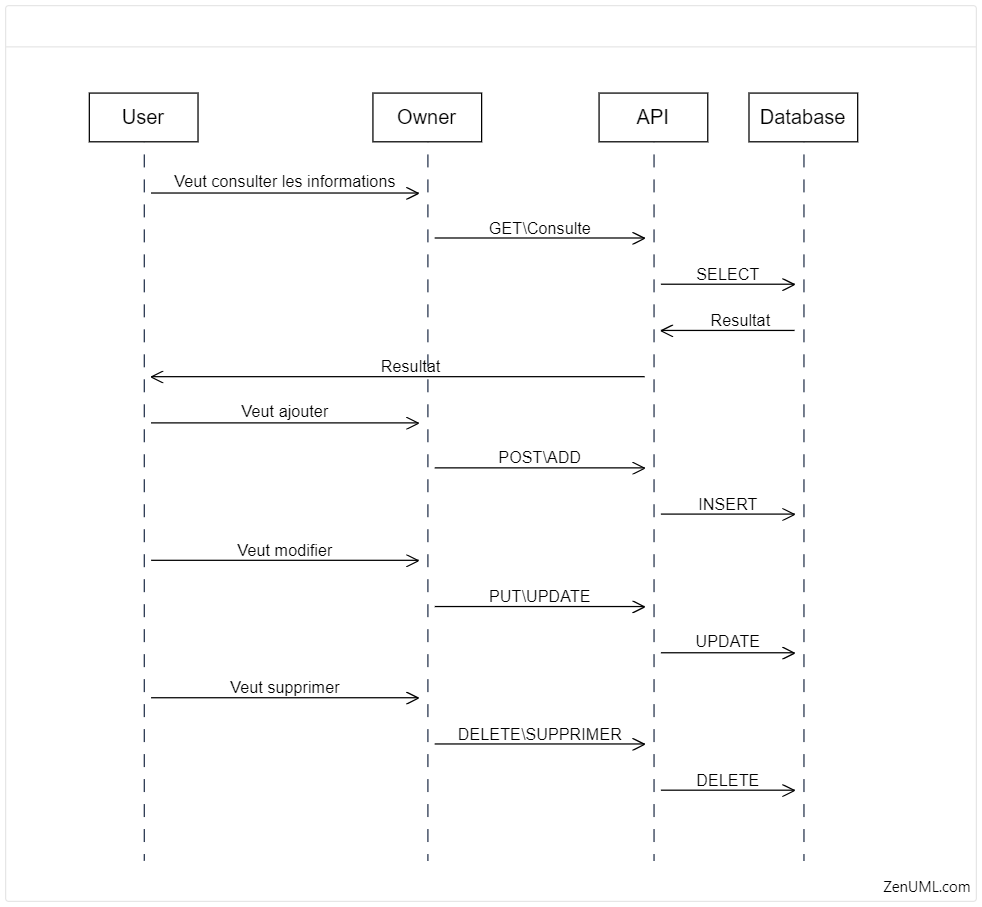 User
Owner
API
Database
Veut consulter les informations
GET\Consulte
SELECT
Resultat
Resultat
Veut ajouter
POST\ADD
INSERT
Veut modifier
PUT\UPDATE
UPDATE
Veut supprimer
DELETE\SUPPRIMER
DELETE
ZenUML.com